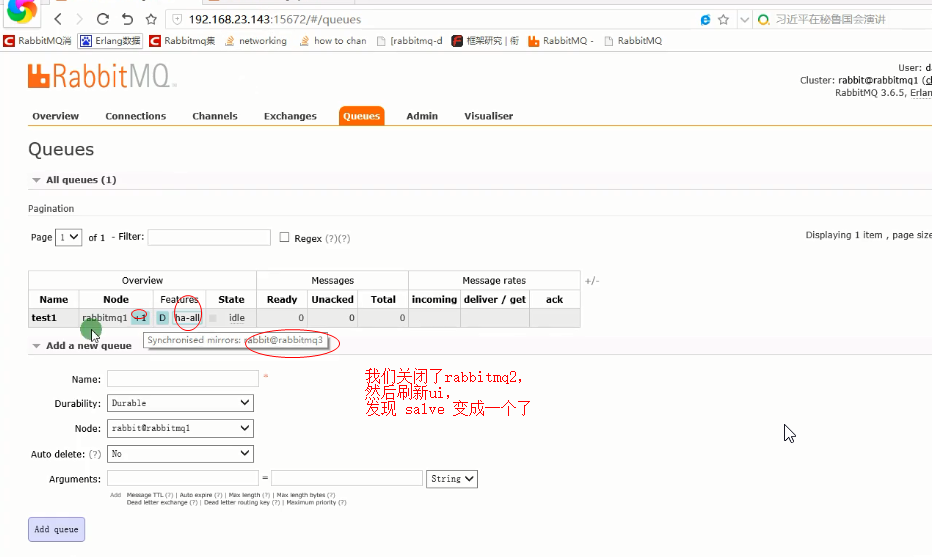 192.168.23.143:15672/#/queues
习近平在秘鲁国会演讲
RabbitMQ消 Erlang数据 Rabbitmq集 networking how to chan [rabbitmq-d 框架研究 | 衔 RabbitMQ - RabbitMQ
RabbitMQ
User: d
Cluster: rabbit@rabbitmq1 (c
RabbitMQ 3.6.5, Erlan
Overview Connections Channels Exchanges Queues Admin Visualiser
Queues
All queues (1)
Pagination
Page 1 of 1 - Filter: Regex (?)(?)
Displaying 1 item , page size
Overview Messages Message rates +/-
Name Node Features State Ready Unacked Total incoming deliver / get ack
test1 rabbitmq1 +1 D ha-all idle 0 0 0
Synchronised mirrors: rabbit@rabbitmq3
Add a new queue
Name: *
我们关闭了rabbitmq2,
然后刷新ui,
发现 salve 变成一个了
Durability: Durable
Node: rabbit@rabbitmq1
Auto delete: (?) No
Arguments: = String
Add Message TTL (?) | Auto expire (?) | Max length (?) | Max length bytes (?)
Dead letter exchange (?) | Dead letter routing key (?) | Maximum priority (?)
Add queue